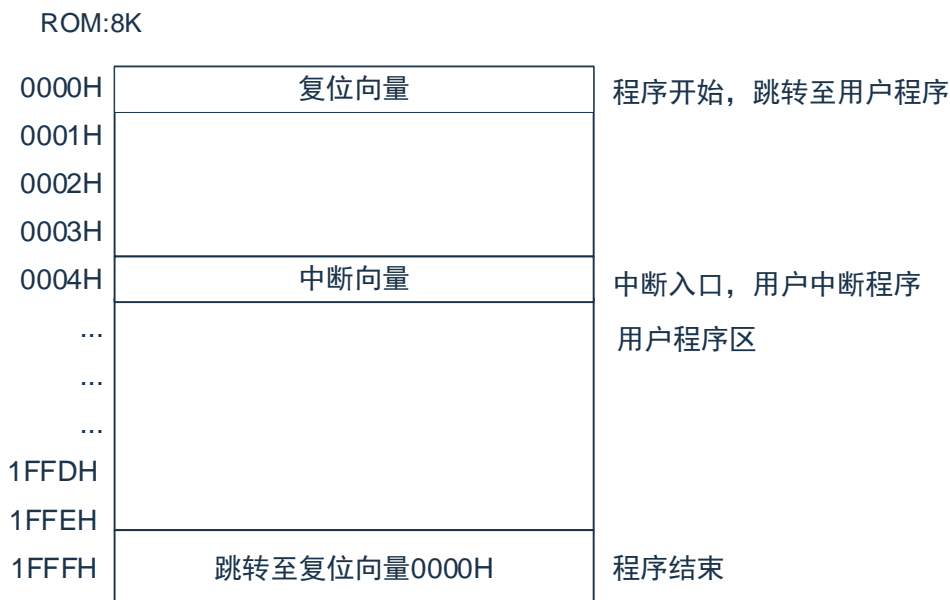 ROM:8K
0000H 复位向量 程序开始，跳转至用户程序
0001H
0002H
0003H
0004H 中断向量 中断入口，用户中断程序
... 用户程序区
...
...
1FFDH
1FFEH
1FFFH 跳转至复位向量0000H 程序结束